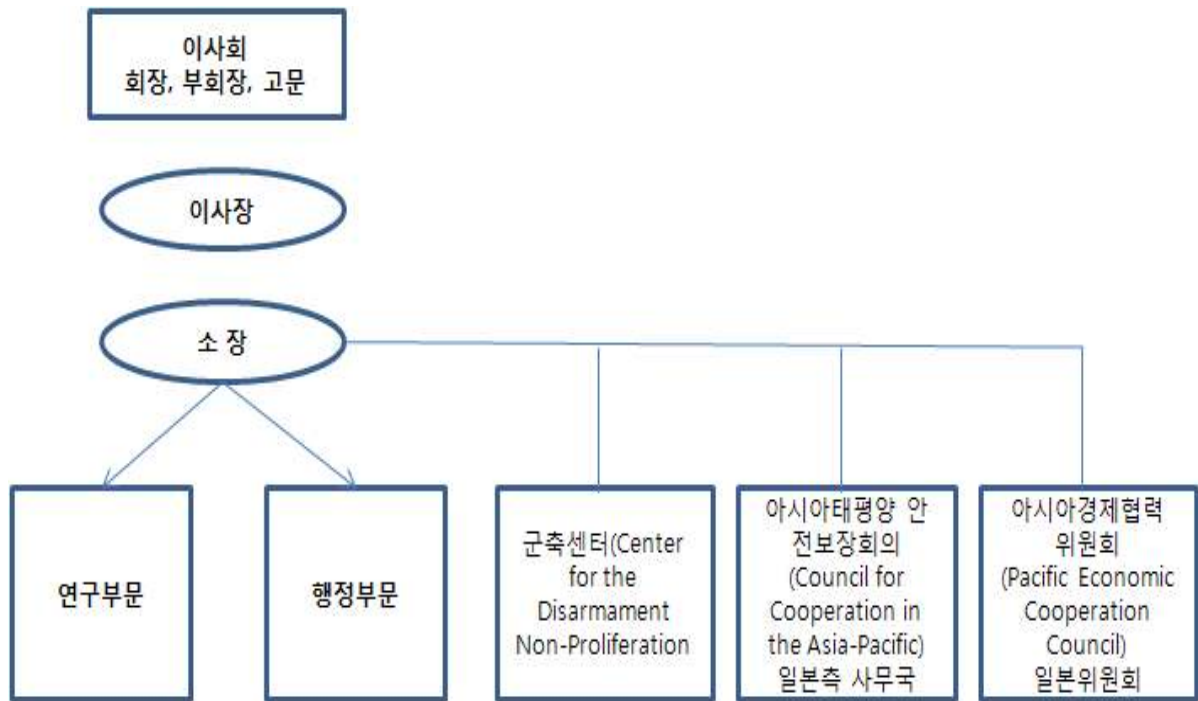 이사회
회장, 부회장, 고문
이사장
소 장
연구부문
행정부문
군축센터(Center
for the
Disarmament
Non-Proliferation
아시아태평양 안
전보장회의
(Council for
Cooperation in
the Asia-Pacific)
일본측 사무국
아시아경제협력
위원회
(Pacific Economic
Cooperation
Council)
일본위원회